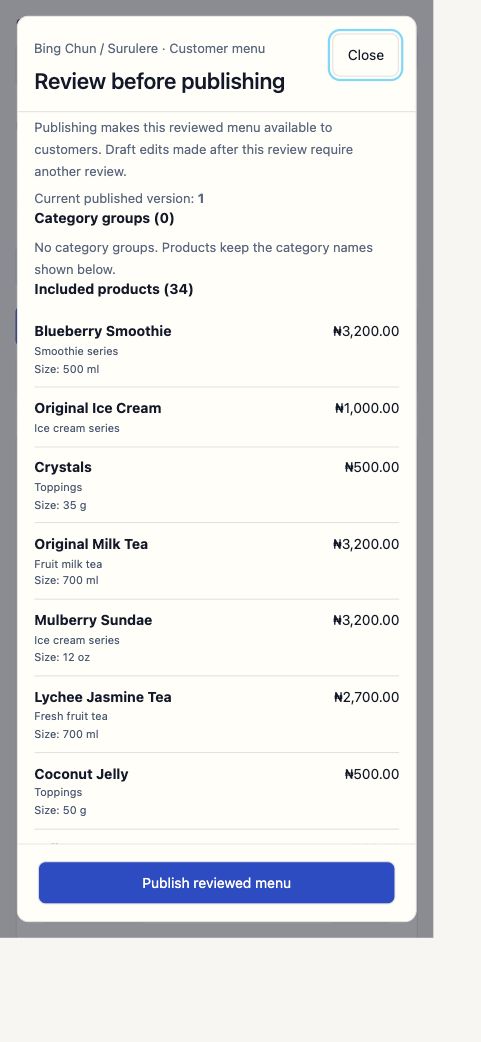 Bing Chun / Surulere · Customer menu
Close
Review before publishing
Publishing makes this reviewed menu available to
customers. Draft edits made after this review require
another review.
Current published version: 1
Category groups (0)
No category groups. Products keep the category names
shown below.
Included products (34)
Blueberry Smoothie
₦3,200.00
Smoothie series
Size: 500 ml
Original Ice Cream
₦1,000.00
Ice cream series
Crystals
₦500.00
Toppings
Size: 35 g
Original Milk Tea
₦3,200.00
Fruit milk tea
Size: 700 ml
Mulberry Sundae
₦3,200.00
Ice cream series
Size: 12 oz
Lychee Jasmine Tea
₦2,700.00
Fresh fruit tea
Size: 700 ml
Coconut Jelly
₦500.00
Toppings
Size: 50 g
Publish reviewed menu